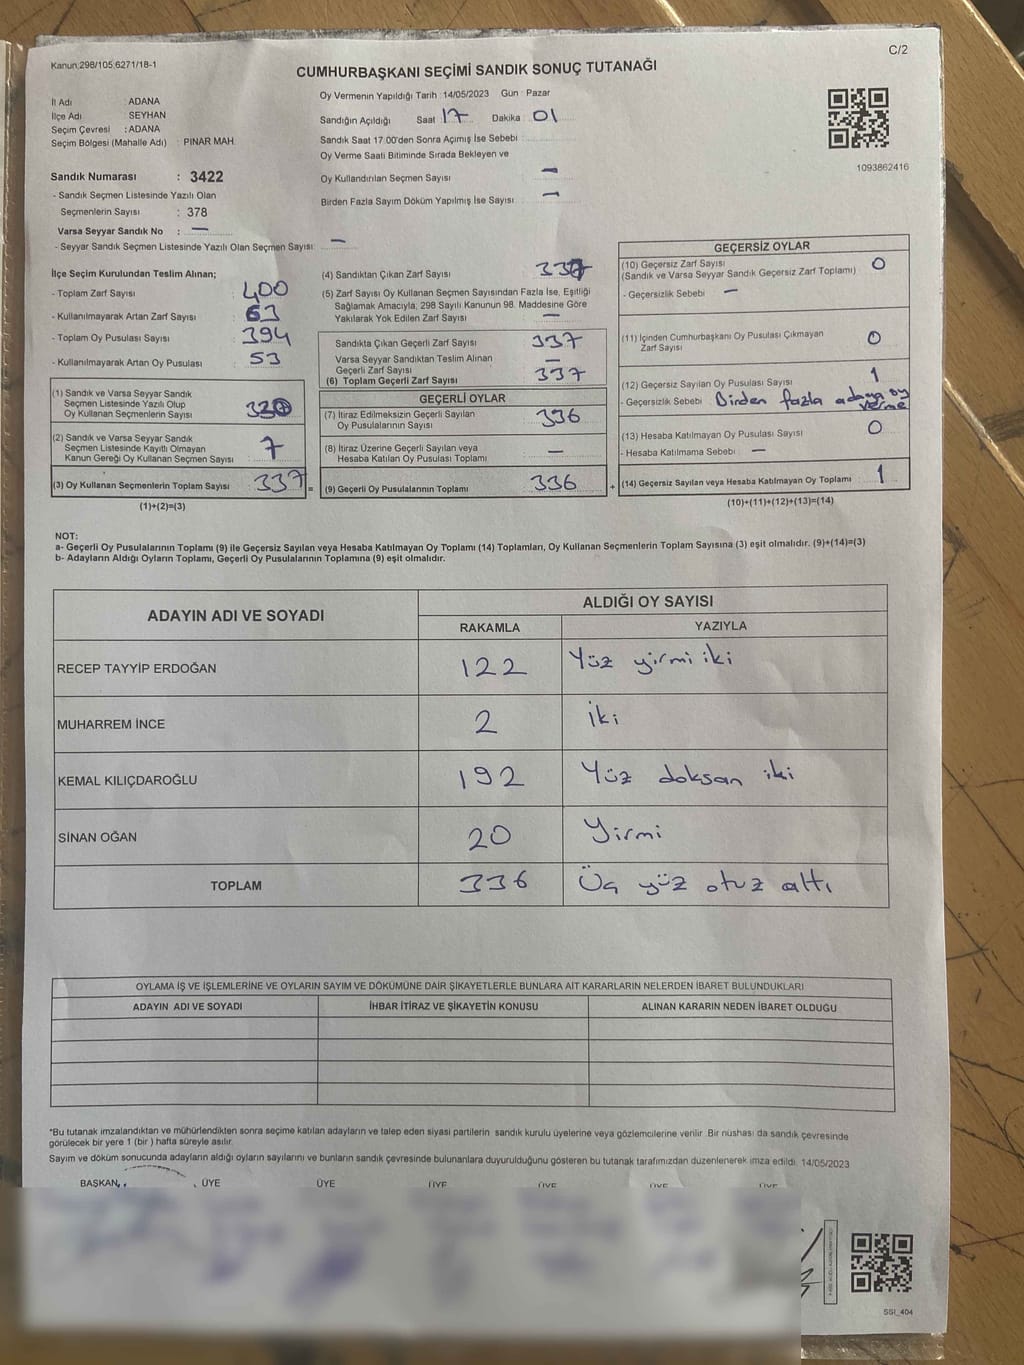 C/2
Kanun;298/105,6271/18-1
CUMHURBAŞKANI SEÇİMİ SANDIK SONUÇ TUTANAĞI
İl Adı : ADANA
İlçe Adı : SEYHAN
Seçim Çevresi : ADANA
Seçim Bölgesi (Mahalle Adı) : PINAR MAH.
Oy Vermenin Yapıldığı Tarih :14/05/2023 Gün : Pazar
Sandığın Açıldığı Saat 17 Dakika 01
Sandık Saat 17.00'den Sonra Açımış İse Sebebi :
Oy Verme Saati Bitiminde Sırada Bekleyen ve
Oy Kullandırılan Seçmen Sayısı : —
Birden Fazla Sayım Döküm Yapılmış İse Sayısı : —
1093862416
Sandık Numarası : 3422
- Sandık Seçmen Listesinde Yazılı Olan
Seçmenlerin Sayısı : 378
Varsa Seyyar Sandık No : —
- Seyyar Sandık Seçmen Listesinde Yazılı Olan Seçmen Sayısı: —
İlçe Seçim Kurulundan Teslim Alınan;
- Toplam Zarf Sayısı : 400
- Kullanılmayarak Artan Zarf Sayısı : 63
- Toplam Oy Pusulası Sayısı : 394
- Kullanılmayarak Artan Oy Pusulası : 53
(1) Sandık ve Varsa Seyyar Sandık
Seçmen Listesinde Yazılı Olup
Oy Kullanan Seçmenlerin Sayısı :
(2) Sandık ve Varsa Seyyar Sandık
Seçmen Listesinde Kayıtlı Olmayan
Kanun Gereği Oy Kullanan Seçmen Sayısı : 7
(3) Oy Kullanan Seçmenlerin Toplam Sayısı : 337
(1)+(2)=(3)
(4) Sandıktan Çıkan Zarf Sayısı : 337
(5) Zarf Sayısı Oy Kullanan Seçmen Sayısından Fazla İse, Eşitliği
Sağlamak Amacıyla; 298 Sayılı Kanunun 98. Maddesine Göre
Yakılarak Yok Edilen Zarf Sayısı : —
Sandıkta Çıkan Geçerli Zarf Sayısı : 337
Varsa Seyyar Sandıktan Teslim Alınan
Geçerli Zarf Sayısı : —
(6) Toplam Geçerli Zarf Sayısı : 337
GEÇERLİ OYLAR
(7) İtiraz Edilmeksizin Geçerli Sayılan
Oy Pusulalarının Sayısı : 336
(8) İtiraz Üzerine Geçerli Sayılan veya
Hesaba Katılan Oy Pusulası Toplamı : —
= (9) Geçerli Oy Pusulalarının Toplamı : 336 +
GEÇERSİZ OYLAR
(10) Geçersiz Zarf Sayısı : 0
(Sandık ve Varsa Seyyar Sandık Geçersiz Zarf Toplamı)
- Geçersizlik Sebebi : —
(11) İçinden Cumhurbaşkanı Oy Pusulası Çıkmayan
Zarf Sayısı : 0
(12) Geçersiz Sayılan Oy Pusulası Sayısı : 1
- Geçersizlik Sebebi : Birden fazla adaya oy verme
(13) Hesaba Katılmayan Oy Pusulası Sayısı : 0
- Hesaba Katılmama Sebebi : —
(14) Geçersiz Sayılan veya Hesaba Katılmayan Oy Toplamı : 1
(10)+(11)+(12)+(13)=(14)
NOT:
a- Geçerli Oy Pusulalarının Toplamı (9) ile Geçersiz Sayılan veya Hesaba Katılmayan Oy Toplamı (14) Toplamları, Oy Kullanan Seçmenlerin Toplam Sayısına (3) eşit olmalıdır. (9)+(14)=(3)
b- Adayların Aldığı Oyların Toplamı, Geçerli Oy Pusulalarının Toplamına (9) eşit olmalıdır.
ADAYIN ADI VE SOYADI
ALDIĞI OY SAYISI
RAKAMLA YAZIYLA
RECEP TAYYİP ERDOĞAN 122 Yüz yirmi iki
MUHARREM İNCE 2 İki
KEMAL KILIÇDAROĞLU 192 Yüz doksan iki
SİNAN OĞAN 20 Yirmi
TOPLAM 336 Üç yüz otuz altı
OYLAMA İŞ VE İŞLEMLERİNE VE OYLARIN SAYIM VE DÖKÜMÜNE DAİR ŞİKAYETLERLE BUNLARA AİT KARARLARIN NELERDEN İBARET BULUNDUKLARI
ADAYIN ADI VE SOYADI İHBAR İTİRAZ VE ŞİKAYETİN KONUSU ALINAN KARARIN NEDEN İBARET OLDUĞU
*Bu tutanak imzalandıktan ve mühürlendikten sonra seçime katılan adayların ve talep eden siyasi partilerin sandık kurulu üyelerine veya gözlemcilerine verilir. Bir nüshası da sandık çevresinde
görülecek bir yere 1 (bir) hafta süreyle asılır.
Sayım ve döküm sonucunda adayların aldığı oyların sayılarını ve bunların sandık çevresinde bulunanlara duyurulduğunu gösteren bu tutanak tarafımızdan düzenlenerek imza edildi. 14/05/2023
BAŞKAN ÜYE ÜYE ÜYE ÜYE ÜYE ÜYE
SSI_404